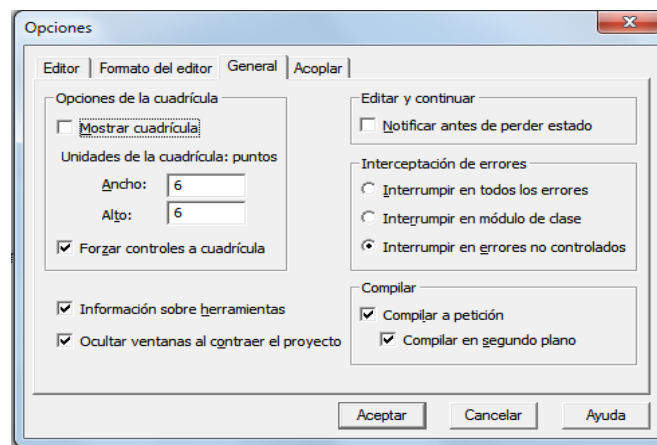 Opciones
Editor
Formato del editor
General
Acoplar
Opciones de la cuadrícula
Mostrar cuadrícula
Unidades de la cuadrícula: puntos
Ancho: 6
Alto: 6
Forzar controles a cuadrícula
Información sobre herramientas
Ocultar ventanas al contraer el proyecto
Editar y continuar
Notificar antes de perder estado
Interceptación de errores
Interrumpir en todos los errores
Interrumpir en módulo de clase
Interrumpir en errores no controlados
Compilar
Compilar a petición
Compilar en segundo plano
Aceptar
Cancelar
Ayuda